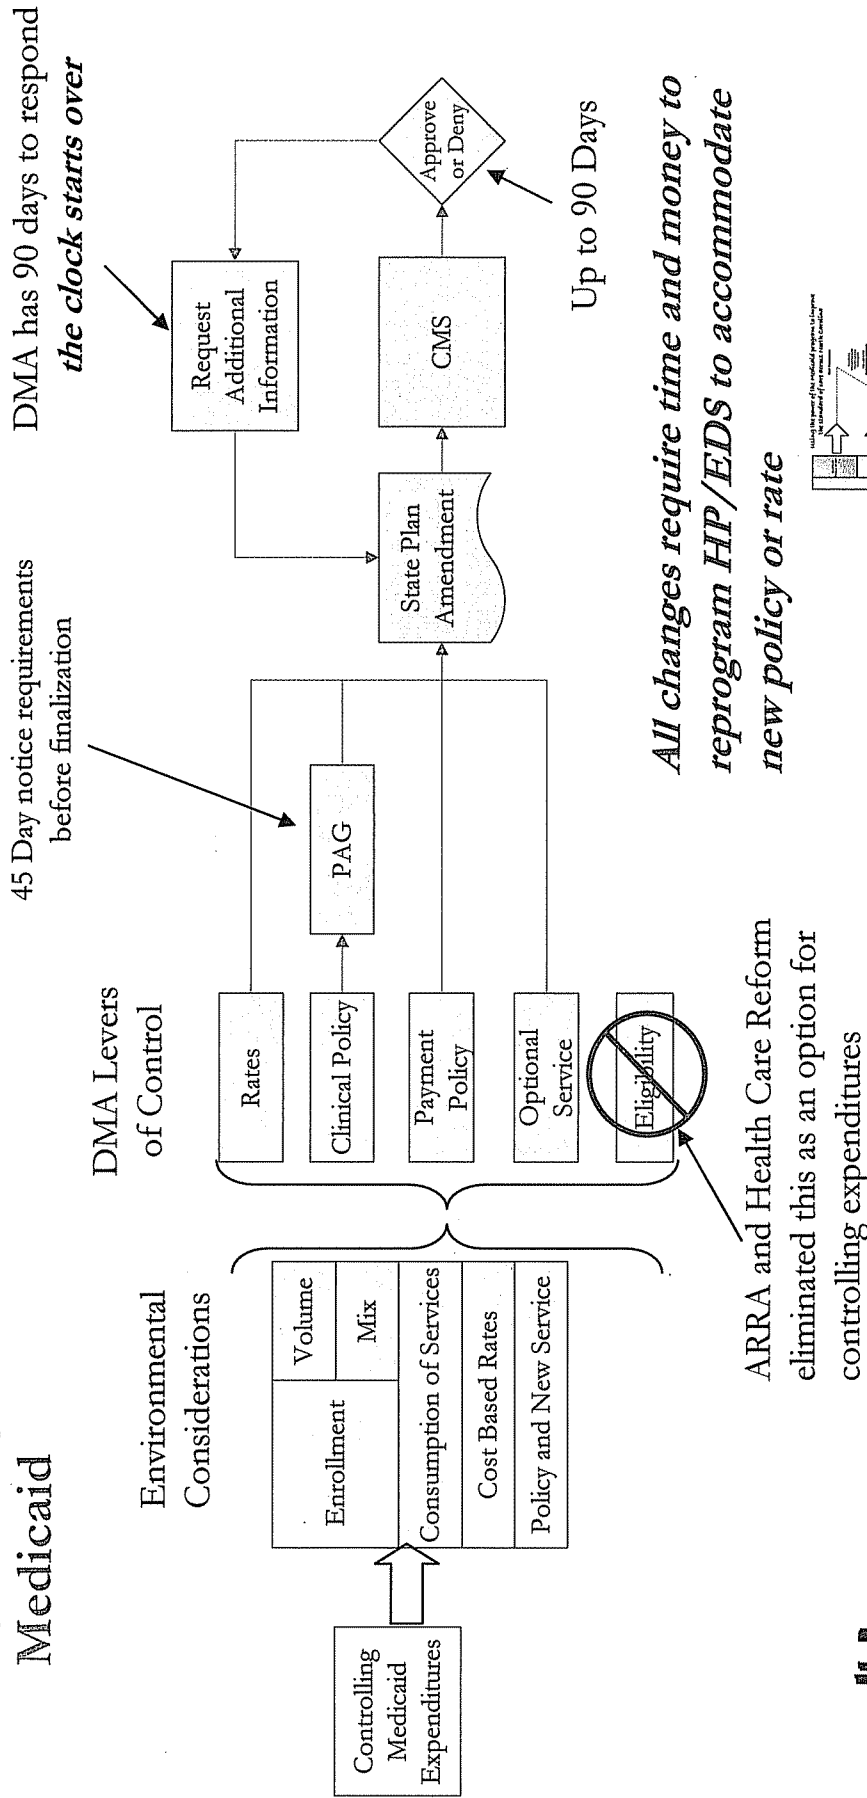 Medicaid
Environmental
Considerations
DMA Levers
of Control
45 Day notice requirements
before finalization
DMA has 90 days to respond
the clock starts over
Controlling
Medicaid
Expenditures
Enrollment
Volume
Mix
Consumption of Services
Cost Based Rates
Policy and New Service
Rates
Clinical Policy
Payment
Policy
Optional
Service
Eligibility
PAG
State Plan
Amendment
Request
Additional
Information
CMS
Approve
or Deny
Up to 90 Days
ARRA and Health Care Reform
eliminated this as an option for
controlling expenditures
All changes require time and money to
reprogram HP/EDS to accommodate
new policy or rate